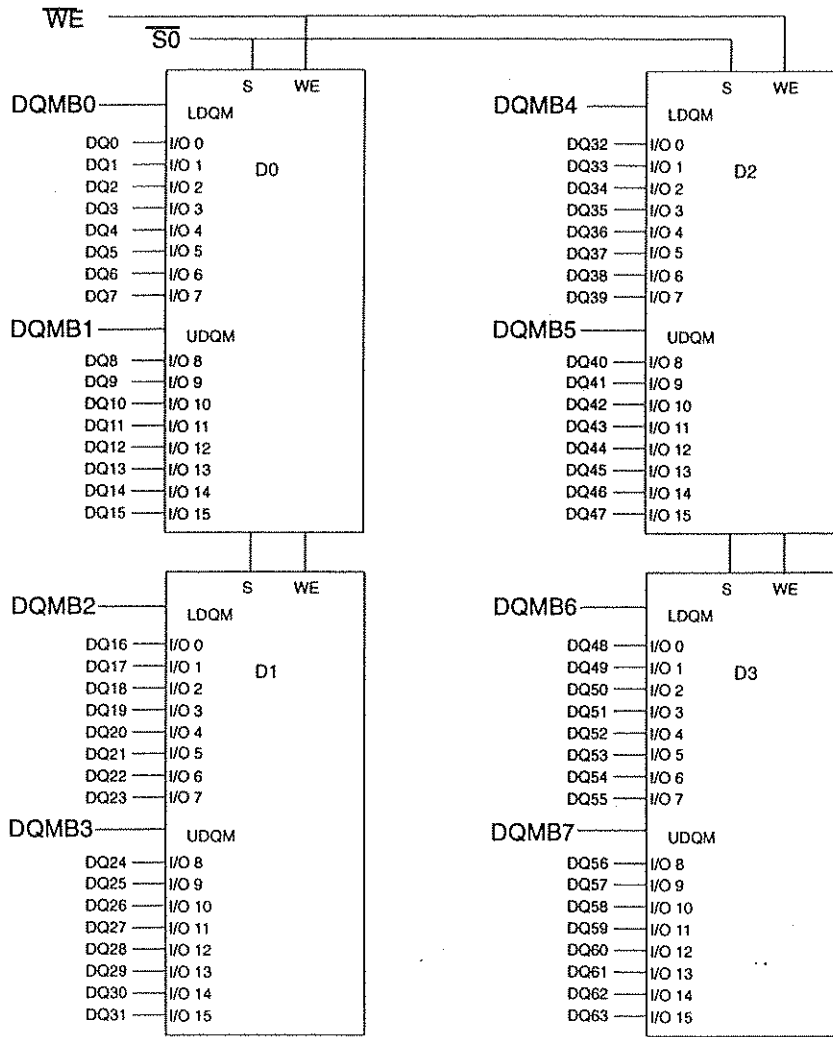 WE
S0
S WE
DQMB0 LDQM
D0
DQ0 I/O 0
DQ1 I/O 1
DQ2 I/O 2
DQ3 I/O 3
DQ4 I/O 4
DQ5 I/O 5
DQ6 I/O 6
DQ7 I/O 7
DQMB1 UDQM
DQ8 I/O 8
DQ9 I/O 9
DQ10 I/O 10
DQ11 I/O 11
DQ12 I/O 12
DQ13 I/O 13
DQ14 I/O 14
DQ15 I/O 15
S WE
DQMB2 LDQM
D1
DQ16 I/O 0
DQ17 I/O 1
DQ18 I/O 2
DQ19 I/O 3
DQ20 I/O 4
DQ21 I/O 5
DQ22 I/O 6
DQ23 I/O 7
DQMB3 UDQM
DQ24 I/O 8
DQ25 I/O 9
DQ26 I/O 10
DQ27 I/O 11
DQ28 I/O 12
DQ29 I/O 13
DQ30 I/O 14
DQ31 I/O 15
S WE
DQMB4 LDQM
D2
DQ32 I/O 0
DQ33 I/O 1
DQ34 I/O 2
DQ35 I/O 3
DQ36 I/O 4
DQ37 I/O 5
DQ38 I/O 6
DQ39 I/O 7
DQMB5 UDQM
DQ40 I/O 8
DQ41 I/O 9
DQ42 I/O 10
DQ43 I/O 11
DQ44 I/O 12
DQ45 I/O 13
DQ46 I/O 14
DQ47 I/O 15
S WE
DQMB6 LDQM
D3
DQ48 I/O 0
DQ49 I/O 1
DQ50 I/O 2
DQ51 I/O 3
DQ52 I/O 4
DQ53 I/O 5
DQ54 I/O 6
DQ55 I/O 7
DQMB7 UDQM
DQ56 I/O 8
DQ57 I/O 9
DQ58 I/O 10
DQ59 I/O 11
DQ60 I/O 12
DQ61 I/O 13
DQ62 I/O 14
DQ63 I/O 15